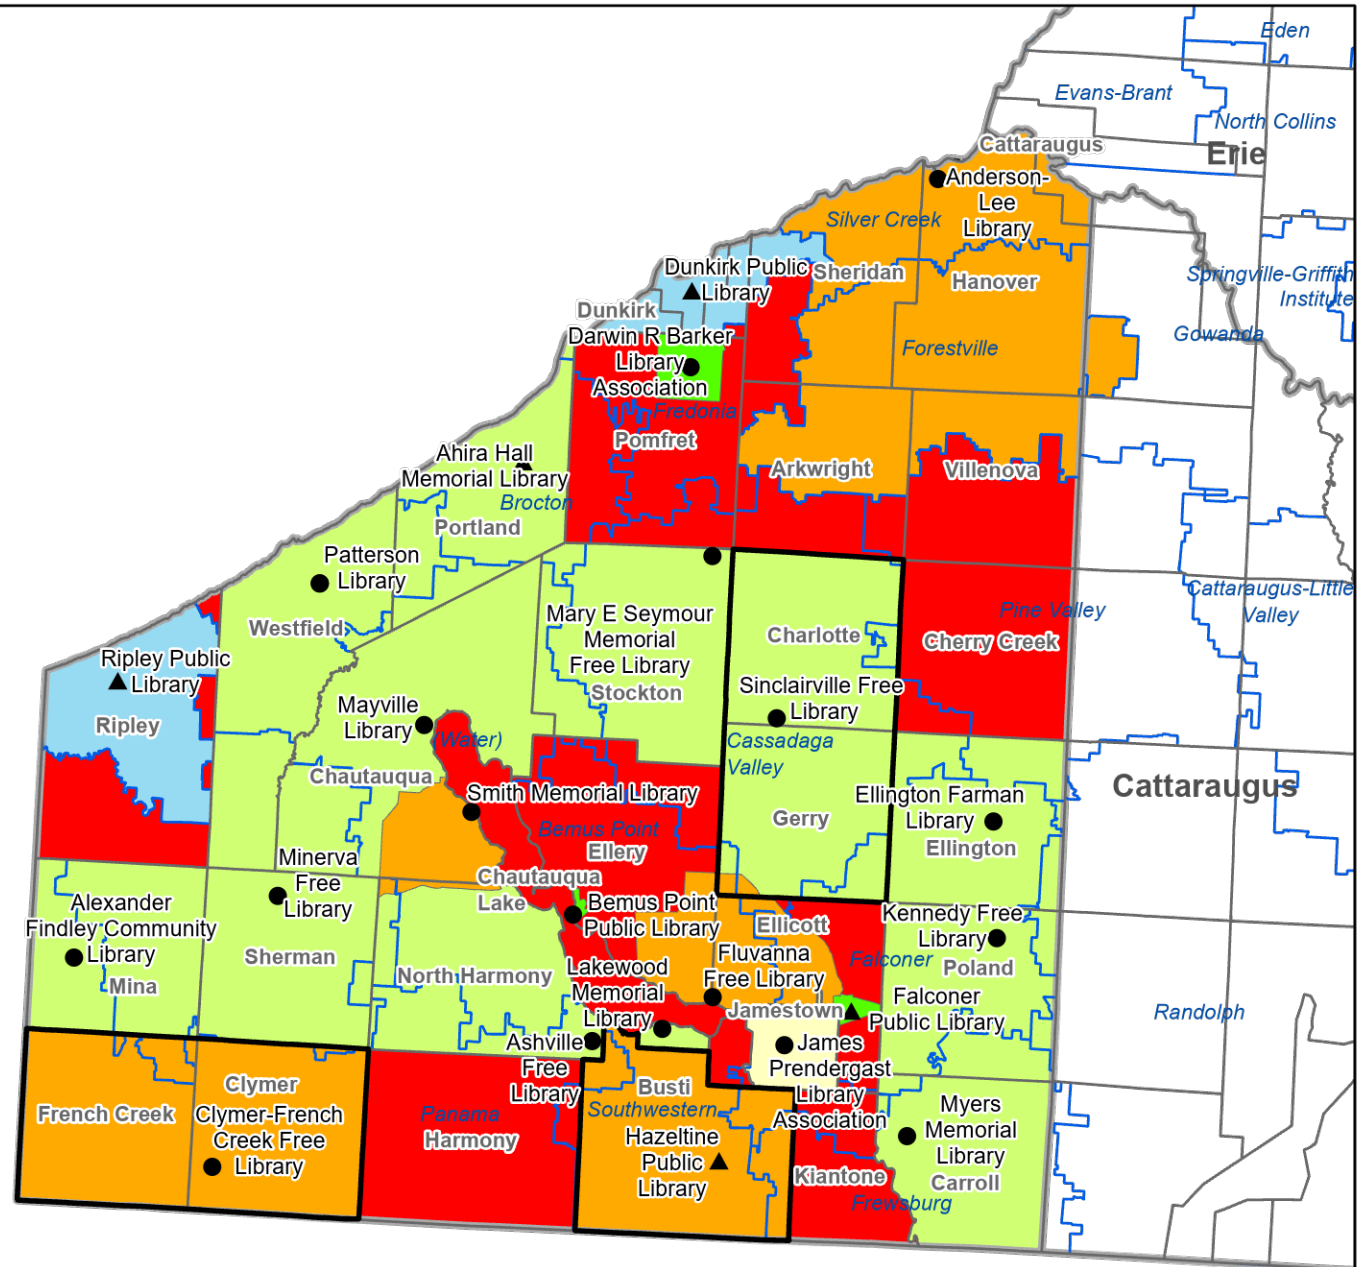 Eden
Evans-Brant
North Collins
Erie
Cattaraugus
Anderson-
Lee
Library
Silver Creek
Sheridan
Hanover
Springville-Griffith
Institute
Gowanda
Forestville
Dunkirk Public
Library
Dunkirk
Darwin R Barker
Library
Association
Fredonia
Pomfret
Arkwright
Villenova
Ahira Hall
Memorial Library
Brocton
Portland
Patterson
Library
Westfield
Mary E Seymour
Memorial
Free Library
Stockton
Charlotte
Pine Valley
Cherry Creek
Cattaraugus-Little
Valley
Ripley Public
Library
Ripley
Mayville
Library
(Water)
Sinclairville Free
Library
Cassadaga
Valley
Chautauqua
Smith Memorial Library
Bemus Point
Ellery
Gerry
Ellington Farman
Library
Ellington
Cattaraugus
Minerva
Free
Library
Chautauqua
Lake
Bemus Point
Public Library
Ellicott
Kennedy Free
Library
Alexander
Findley Community
Library
Mina
Sherman
North Harmony
Lakewood
Memorial
Library
Fluvanna
Free Library
Falconer
Poland
Jamestown
Falconer
Public Library
Randolph
Ashville
Free
Library
James
Prendergast
Library
Association
Clymer
French Creek
Clymer-French
Creek Free
Library
Panama
Harmony
Busti
Southwestern
Hazeltine
Public
Library
Myers
Memorial
Library
Carroll
Kiantone
Frewsburg